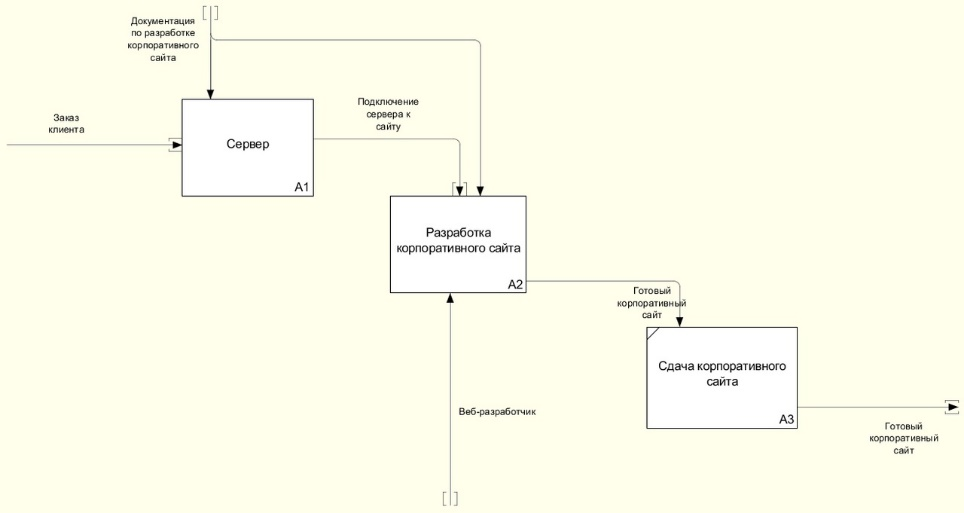 Документация
по разработке
корпоративного
сайта
Заказ
клиента
Сервер
A1
Подключение
сервера к
сайту
Разработка
корпоративного сайта
A2
Готовый
корпоративный
сайт
Сдача корпоративного
сайта
A3
Веб-разработчик
Готовый
корпоративный
сайт